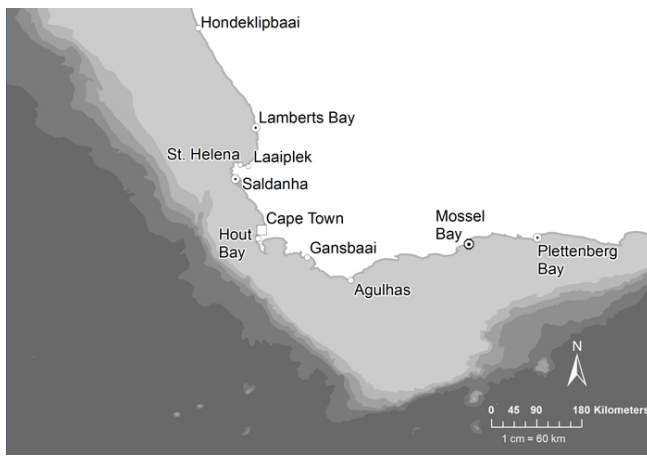 Hondeklipbaai
Lamberts Bay
St. Helena
Laaiplek
Saldanha
Cape Town
Hout
Bay
Gansbaai
Agulhas
Mossel
Bay
Plettenberg
Bay
N
0 45 90 180 Kilometers
1 cm = 60 km